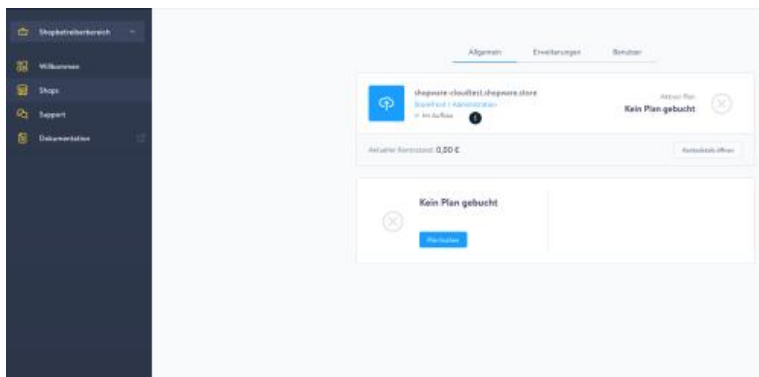 Shopbetreiberbereich
Willkommen
Shops
Support
Dokumentation
Allgemein Erweiterungen Benutzer
shopware-cloudtest.shopware.store
Storefront | Administration
Im Aufbau 1
Aktiver Plan
Kein Plan gebucht
Aktueller Kontostand: 0,00 €
Kontodetails öffnen
Kein Plan gebucht
Plan buchen